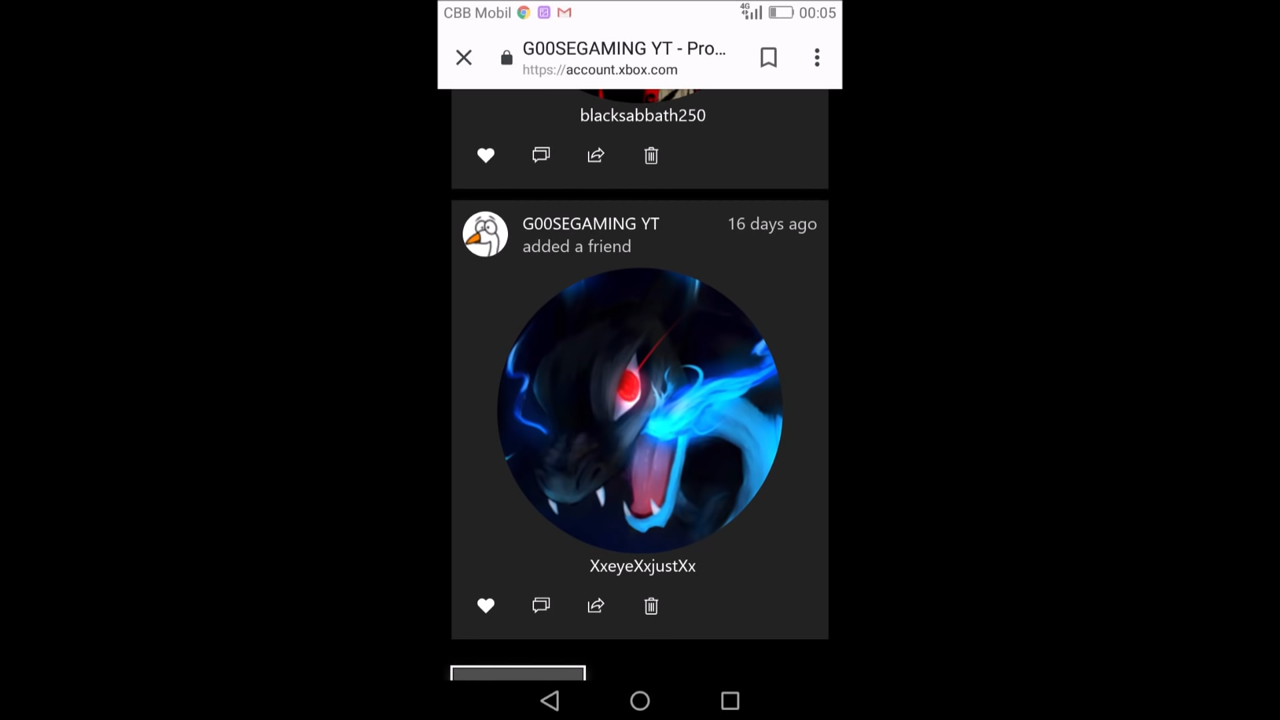 CBB Mobil
4G
00:05
G00SEGAMING YT - Pro...
https://account.xbox.com
blacksabbath250
G00SEGAMING YT
16 days ago
added a friend
XxeyeXxjustXx